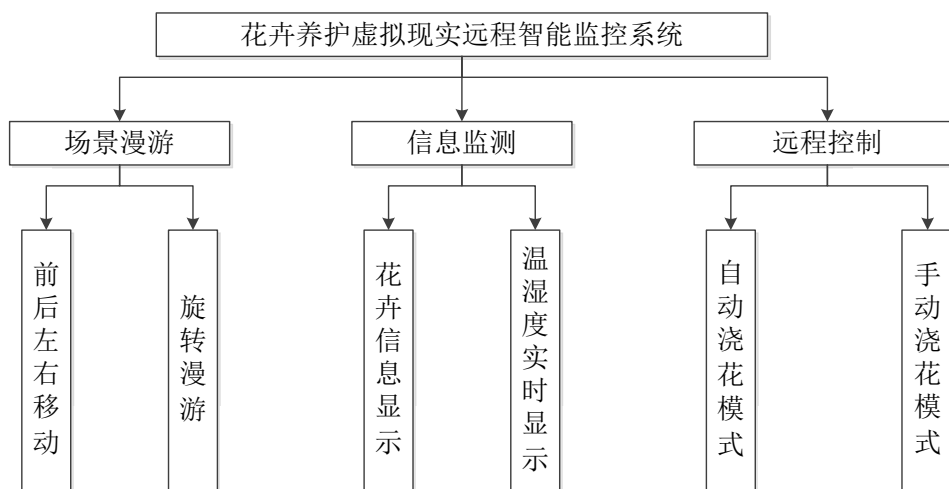 花卉养护虚拟现实远程智能监控系统
场景漫游
信息监测
远程控制
前后左右移动
旋转漫游
花卉信息显示
温湿度实时显示
自动浇花模式
手动浇花模式